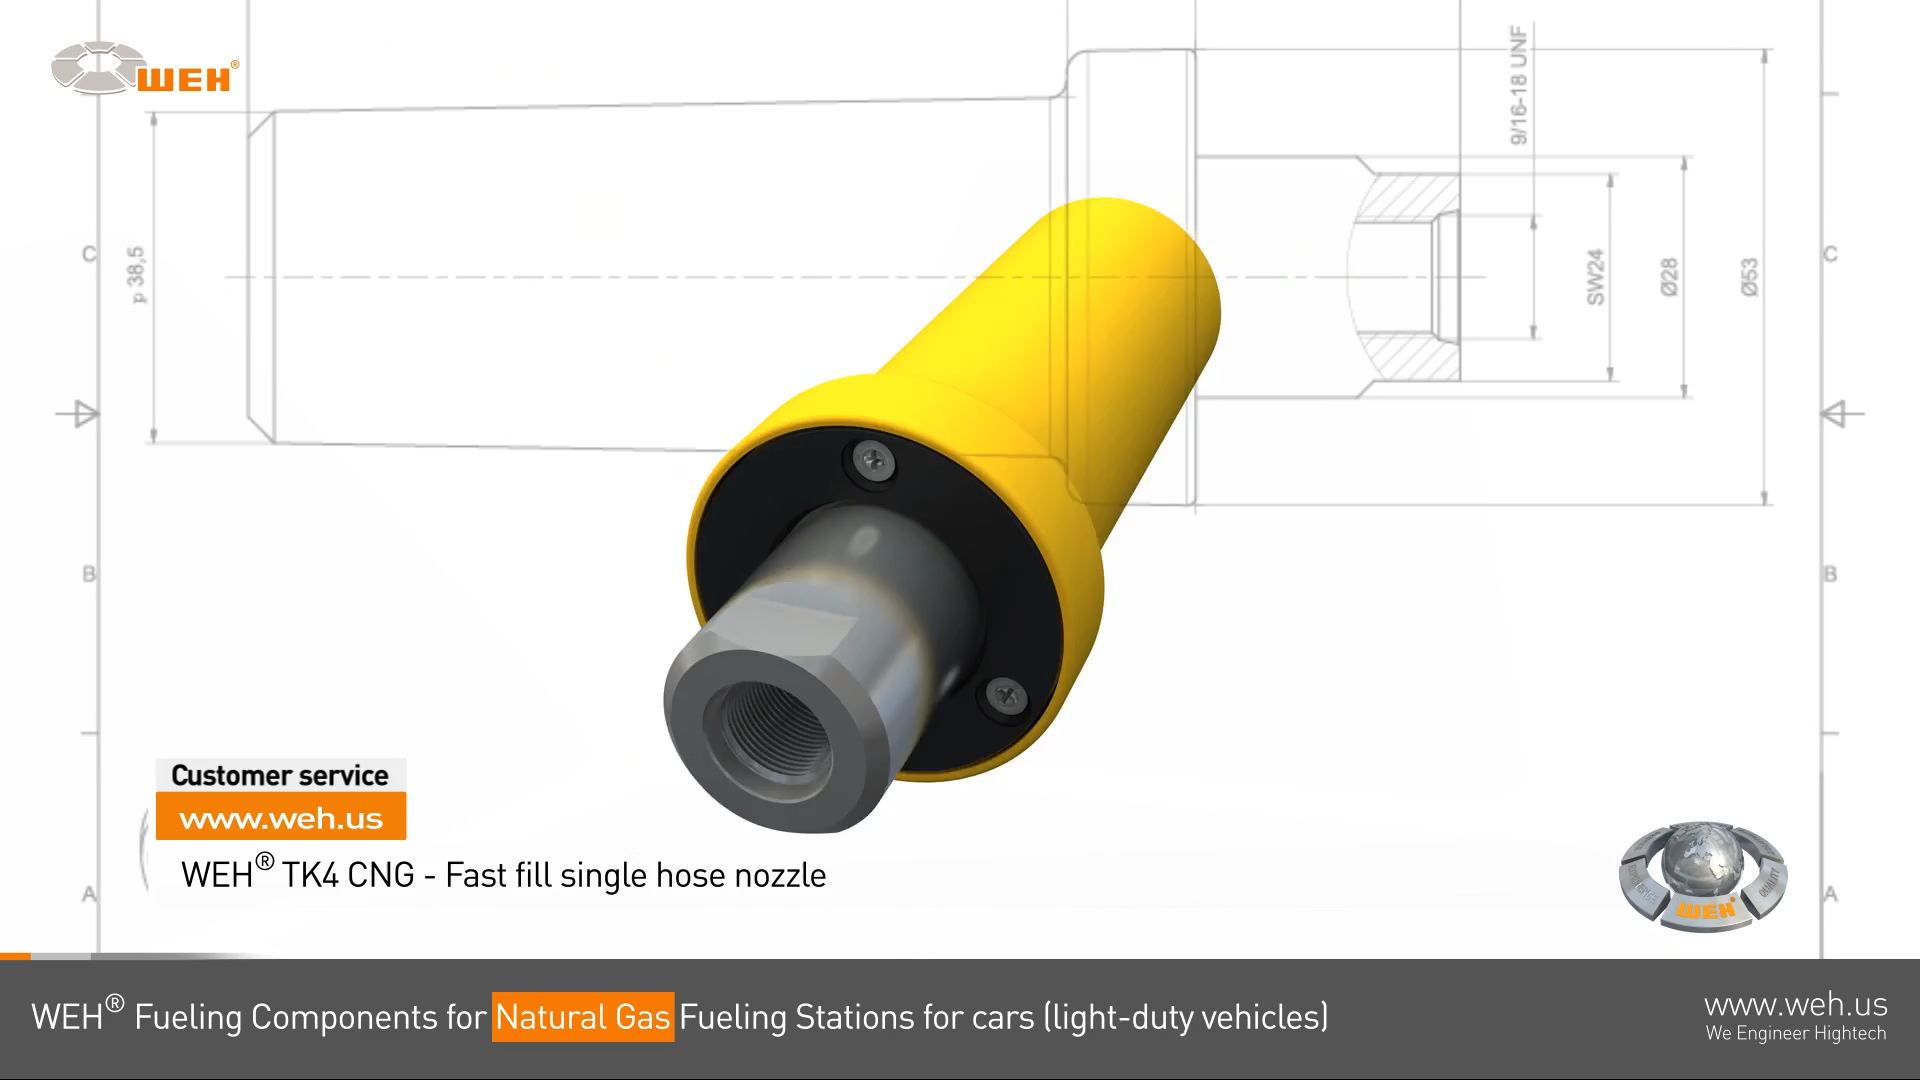 WEH®
9/16-18 UNF
C
38,5
SW24
Ø28
Ø53
C
B
B
Customer service
www.weh.us
WEH® TK4 CNG - Fast fill single hose nozzle
QUALITY
WEH®
A
A
WEH® Fueling Components for Natural Gas Fueling Stations for cars (light-duty vehicles)
www.weh.us
We Engineer Hightech